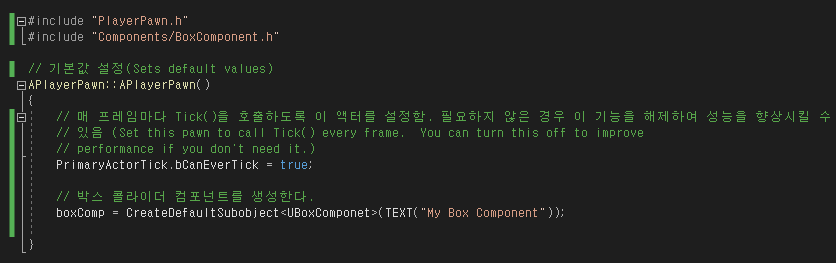 #include "PlayerPawn.h"
#include "Components/BoxComponent.h"
// 기본값 설정(Sets default values)
APlayerPawn::APlayerPawn()
{
// 매 프레임마다 Tick()을 호출하도록 이 액터를 설정함. 필요하지 않은 경우 이 기능을 해제하여 성능을 향상시킬 수
// 있음 (Set this pawn to call Tick() every frame.  You can turn this off to improve
// performance if you don't need it.)
PrimaryActorTick.bCanEverTick = true;
// 박스 콜라이더 컴포넌트를 생성한다.
boxComp = CreateDefaultSubobject<UBoxComponet>(TEXT("My Box Component"));
}